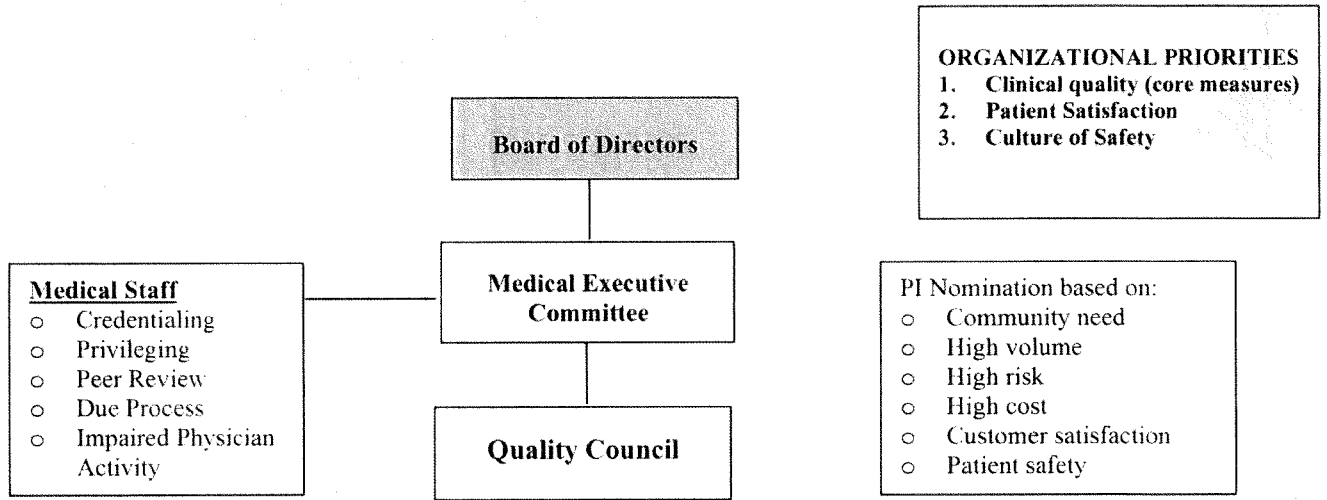 ORGANIZATIONAL PRIORITIES
1. Clinical quality (core measures)
2. Patient Satisfaction
3. Culture of Safety
Board of Directors
Medical Executive
Committee
Medical Staff
o Credentialing
o Privileging
o Peer Review
o Due Process
o Impaired Physician
Activity
PI Nomination based on:
o Community need
o High volume
o High risk
o High cost
o Customer satisfaction
o Patient safety
Quality Council